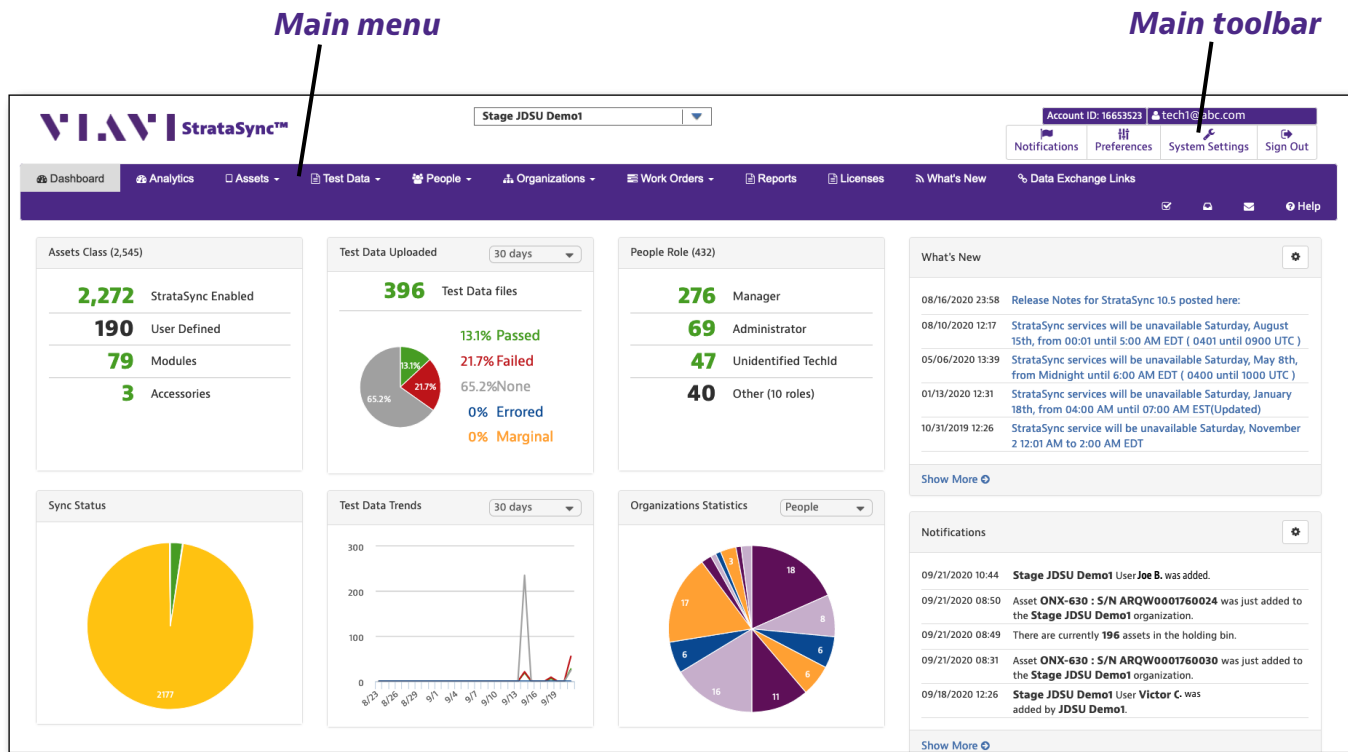 Main menu
Main toolbar
VIAVI StrataSync™
Stage JDSU Demo1
Account ID: 16653523 tech1@abc.com
Notifications Preferences System Settings Sign Out
Dashboard Analytics Assets Test Data People Organizations Work Orders Reports Licenses What's New Data Exchange Links
Help
Assets Class (2,545)
2,272 StrataSync Enabled
190 User Defined
79 Modules
3 Accessories
Test Data Uploaded 30 days
396 Test Data files
13.1% Passed
21.7% Failed
65.2%None
0% Errored
0% Marginal
13.1%
21.7%
65.2%
People Role (432)
276 Manager
69 Administrator
47 Unidentified TechId
40 Other (10 roles)
What's New
08/16/2020 23:58 Release Notes for StrataSync 10.5 posted here:
08/10/2020 12:17 StrataSync services will be unavailable Saturday, August
15th, from 00:01 until 5:00 AM EDT ( 0401 until 0900 UTC )
05/06/2020 13:39 StrataSync services will be unavailable Saturday, May 8th,
from Midnight until 6:00 AM EDT ( 0400 until 1000 UTC )
01/13/2020 12:31 StrataSync services will be unavailable Saturday, January
18th, from 04:00 AM until 07:00 AM EST(Updated)
10/31/2019 12:26 StrataSync service will be unavailable Saturday, November
2 12:01 AM to 2:00 AM EDT
Show More
Sync Status
2177
Test Data Trends 30 days
300
200
100
0
8/23 8/26 8/29 9/1 9/4 9/7 9/10 9/13 9/16 9/19
Organizations Statistics People
18
8
6
6
11
16
6
17
3
Notifications
09/21/2020 10:44 Stage JDSU Demo1 User Joe B. was added.
09/21/2020 08:50 Asset ONX-630 : S/N ARQW0001760024 was just added to
the Stage JDSU Demo1 organization.
09/21/2020 08:49 There are currently 196 assets in the holding bin.
09/21/2020 08:31 Asset ONX-630 : S/N ARQW0001760030 was just added to
the Stage JDSU Demo1 organization.
09/18/2020 12:26 Stage JDSU Demo1 User Victor C. was
added by JDSU Demo1.
Show More